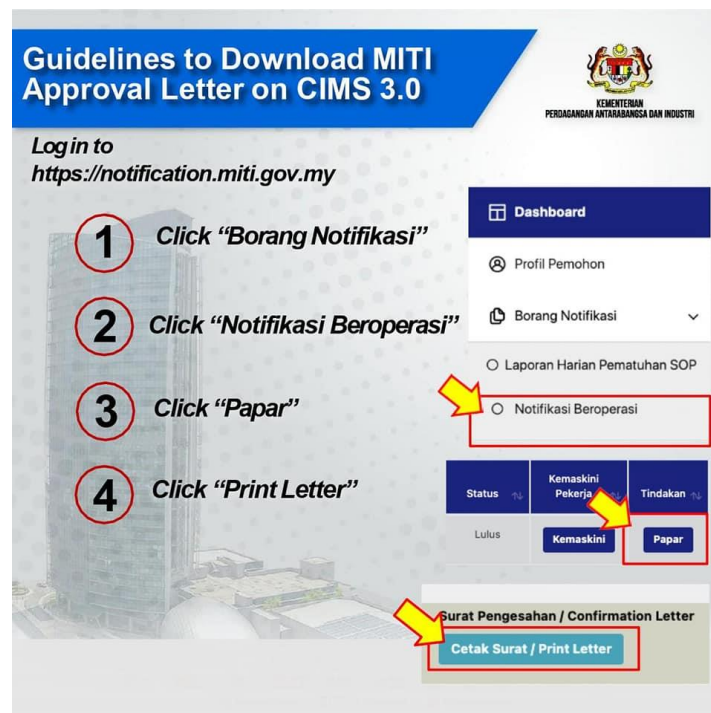 Guidelines to Download MITI
Approval Letter on CIMS 3.0
KEMENTERIAN
PERDAGANGAN ANTARABANGSA DAN INDUSTRI
Log in to
https://notification.miti.gov.my
1 Click “Borang Notifikasi”
2 Click “Notifikasi Beroperasi”
3 Click “Papar”
4 Click “Print Letter”
Dashboard
Profil Pemohon
Borang Notifikasi
Laporan Harian Pematuhan SOP
Notifikasi Beroperasi
Status Kemaskini Pekerja Tindakan
Lulus Kemaskini Papar
Surat Pengesahan / Confirmation Letter
Cetak Surat / Print Letter